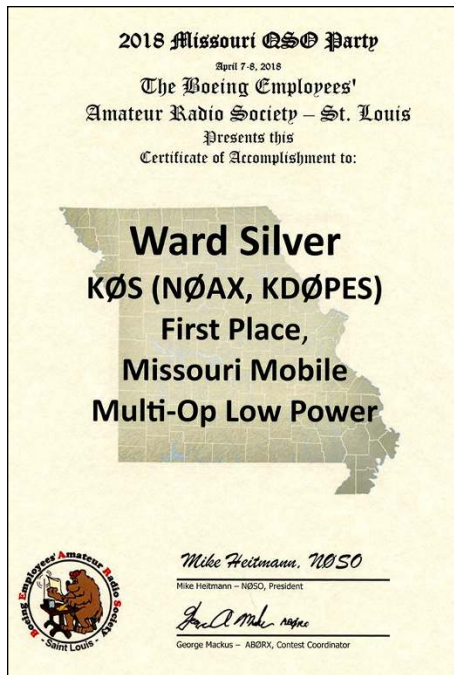 2018 Missouri QSO Party
April 7-8, 2018
The Boeing Employees'
Amateur Radio Society – St. Louis
Presents this
Certificate of Accomplishment to:
Ward Silver
KØS (NØAX, KDØPES)
First Place,
Missouri Mobile
Multi-Op Low Power
Mike Heitmann, NØSO
Mike Heitmann – NØSO, President
George Mackus – ABØRX, Contest Coordinator
Boeing Employees' Amateur Radio Society
- Saint Louis -